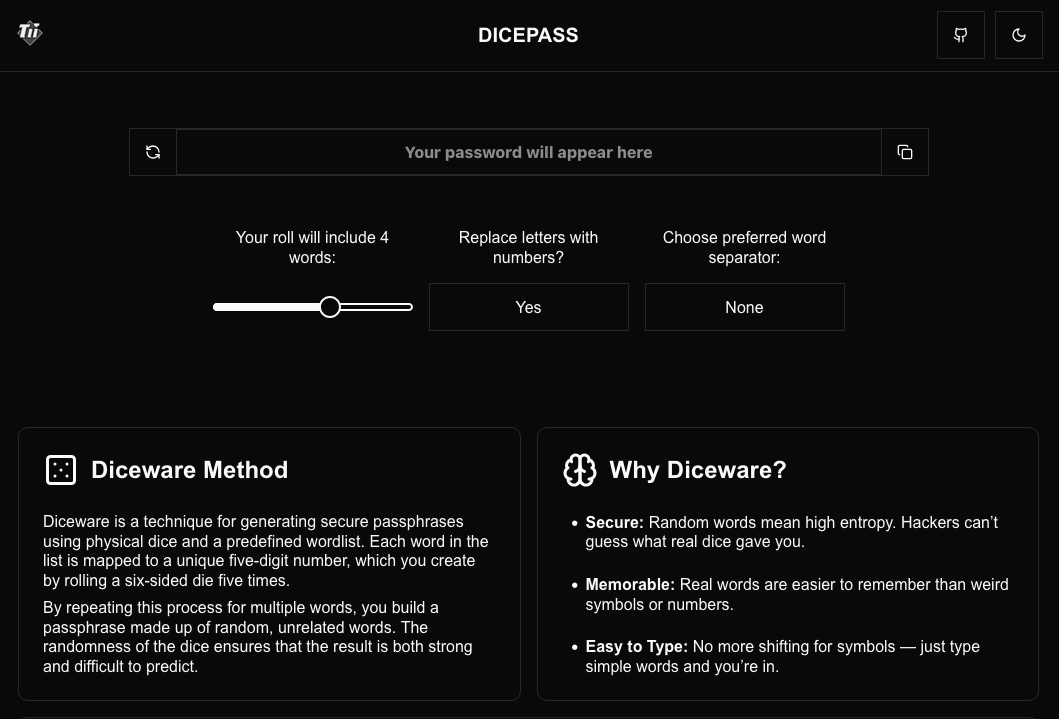 Tii
DICEPASS
Your password will appear here
Your roll will include 4
words:
Replace letters with
numbers?
Choose preferred word
separator:
Yes
None
Diceware Method
Diceware is a technique for generating secure passphrases
using physical dice and a predefined wordlist. Each word in the
list is mapped to a unique five-digit number, which you create
by rolling a six-sided die five times.
By repeating this process for multiple words, you build a
passphrase made up of random, unrelated words. The
randomness of the dice ensures that the result is both strong
and difficult to predict.
Why Diceware?
• Secure: Random words mean high entropy. Hackers can’t
guess what real dice gave you.
• Memorable: Real words are easier to remember than weird
symbols or numbers.
• Easy to Type: No more shifting for symbols — just type
simple words and you’re in.